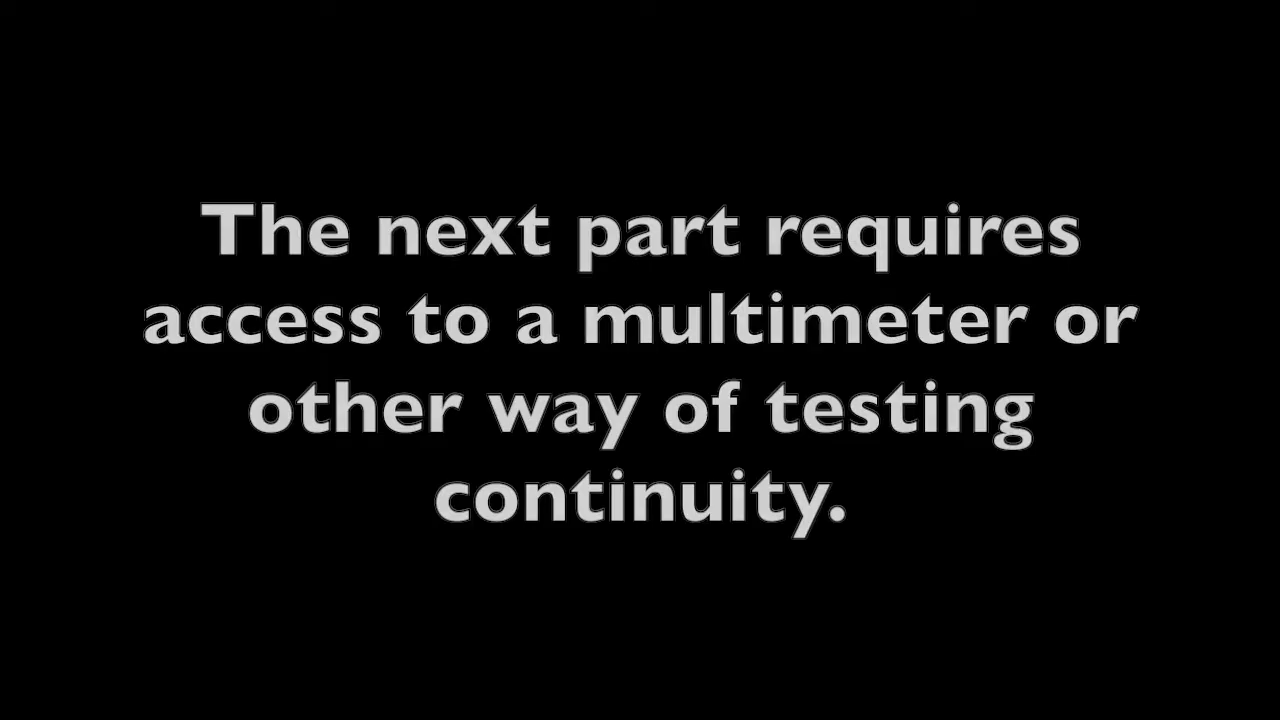 The next part requires
access to a multimeter or
other way of testing
continuity.